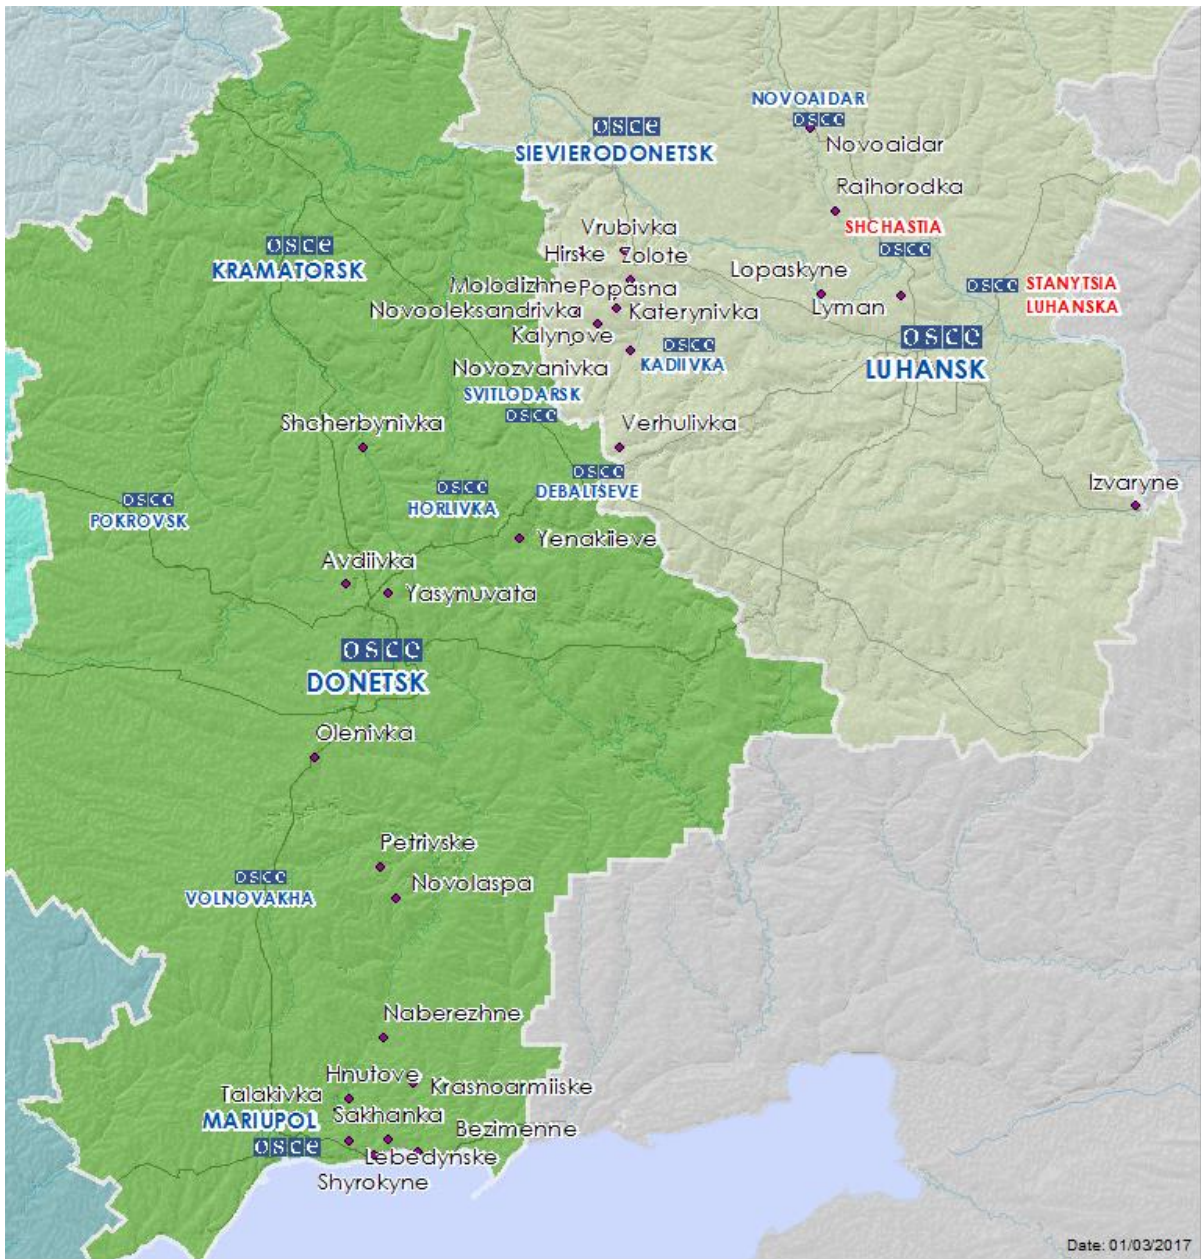 NOVOAIDAR
OSCE
Novoaidar
OSCE
SIEVIERODONETSK
Raihorodka
SHCHASTIA
OSCE
Vrubivka
Hirske
Zolote
OSCE
KRAMATORSK
Lopaskyne
Lyman
OSCE
STANYTSIA
LUHANSKA
Molodizhne
Popasna
Novooleksandrivka
Katerynivka
Kalynove
OSCE
KADIIVKA
OSCE
LUHANSK
Novozvanivka
SVITLODARSK
OSCE
Shcherbynivka
Verhulivka
OSCE
DEBALTSEVE
OSCE
HORLIVKA
OSCE
POKROVSK
Izvaryne
Yenakiieve
Avdiivka
Yasynuvata
OSCE
DONETSK
Olenivka
Petrivske
OSCE
VOLNOVAKHA
Novolaspa
Naberezhne
Hnutove
Krasnoarmiiske
Talakivka
MARIUPOL
OSCE
Sakhanka
Bezimenne
Lebedynske
Shyrokyne
Date: 01/03/2017